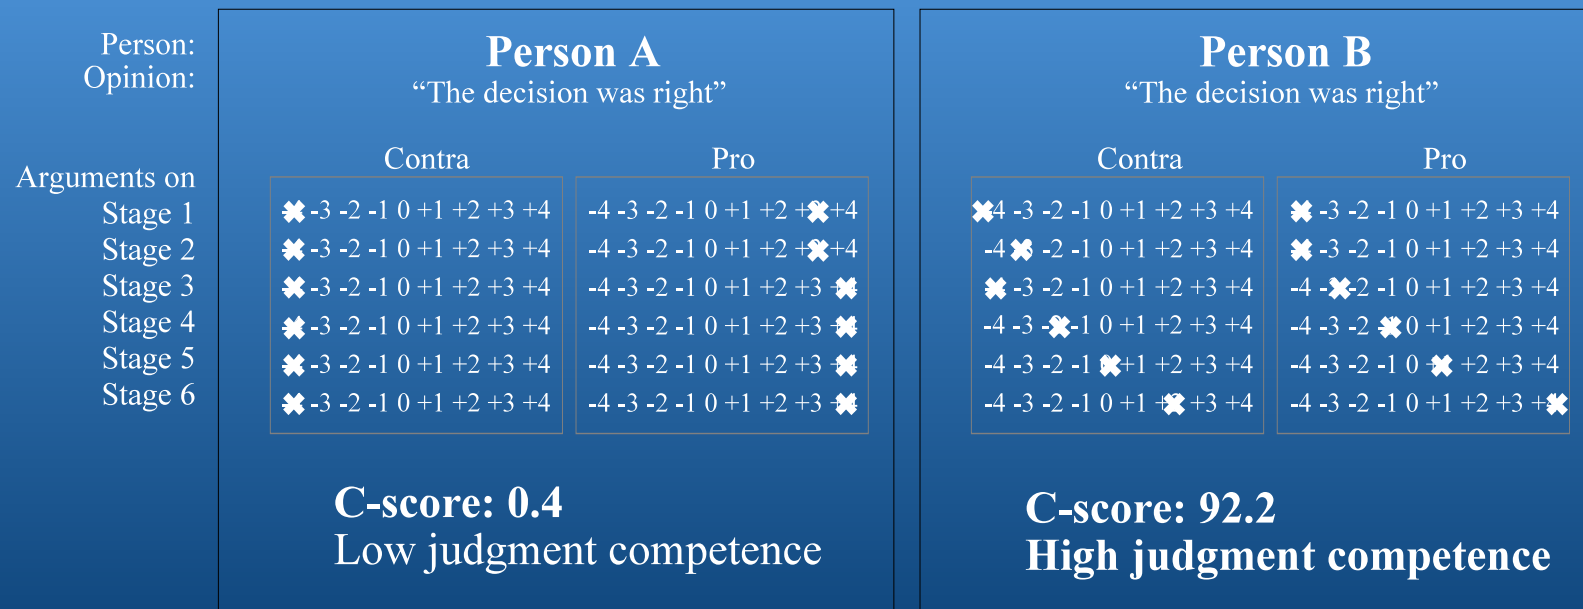 Person:
Opinion:
Arguments on
Stage 1
Stage 2
Stage 3
Stage 4
Stage 5
Stage 6
Person A
“The decision was right”
Contra
-3 -2 -1 0 +1 +2 +3 +4
-3 -2 -1 0 +1 +2 +3 +4
-3 -2 -1 0 +1 +2 +3 +4
-3 -2 -1 0 +1 +2 +3 +4
-3 -2 -1 0 +1 +2 +3 +4
-3 -2 -1 0 +1 +2 +3 +4
Pro
-4 -3 -2 -1 0 +1 +2 +4
-4 -3 -2 -1 0 +1 +2 +4
-4 -3 -2 -1 0 +1 +2 +3
-4 -3 -2 -1 0 +1 +2 +3
-4 -3 -2 -1 0 +1 +2 +3
-4 -3 -2 -1 0 +1 +2 +3
C-score: 0.4
Low judgment competence
Person B
“The decision was right”
Contra
4 -3 -2 -1 0 +1 +2 +3 +4
-4 -2 -1 0 +1 +2 +3 +4
-3 -2 -1 0 +1 +2 +3 +4
-4 -3 -1 0 +1 +2 +3 +4
-4 -3 -2 -1 +1 +2 +3 +4
-4 -3 -2 -1 0 +1 +3 +4
Pro
-3 -2 -1 0 +1 +2 +3 +4
-3 -2 -1 0 +1 +2 +3 +4
-4 -2 -1 0 +1 +2 +3 +4
-4 -3 -2 0 +1 +2 +3 +4
-4 -3 -2 -1 0 +2 +3 +4
-4 -3 -2 -1 0 +1 +2 +3
C-score: 92.2
High judgment competence